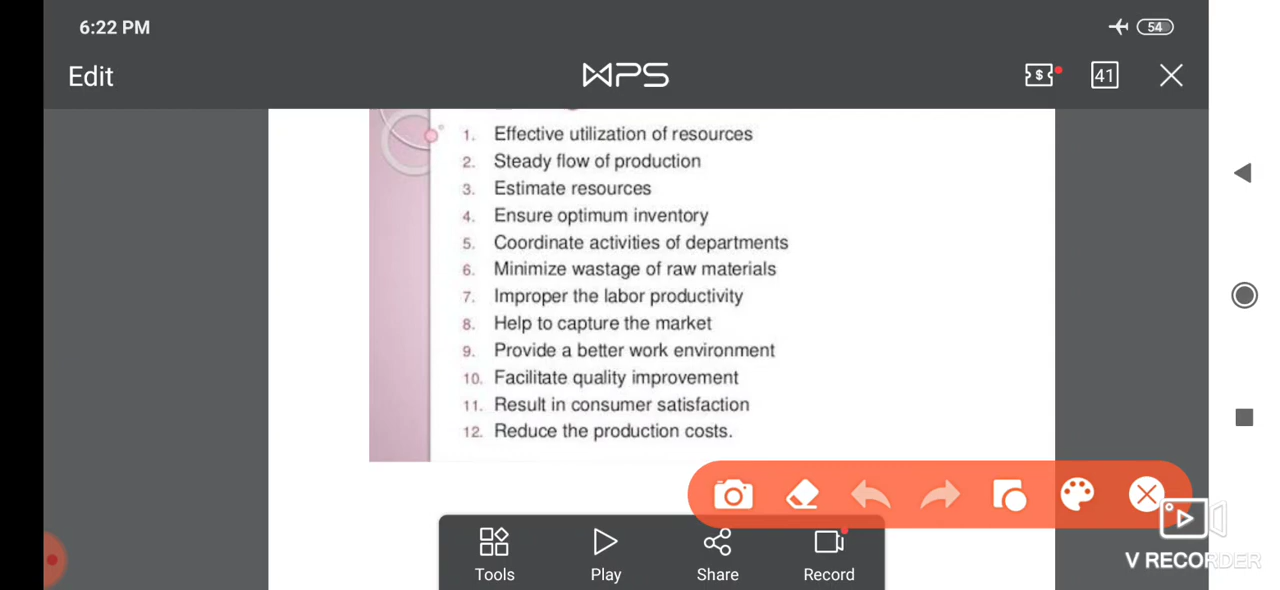 6:22 PM
54
Edit
WPS
$
41
1. Effective utilization of resources
2. Steady flow of production
3. Estimate resources
4. Ensure optimum inventory
5. Coordinate activities of departments
6. Minimize wastage of raw materials
7. Improper the labor productivity
8. Help to capture the market
9. Provide a better work environment
10. Facilitate quality improvement
11. Result in consumer satisfaction
12. Reduce the production costs.
Tools
Play
Share
Record
V RECORDER